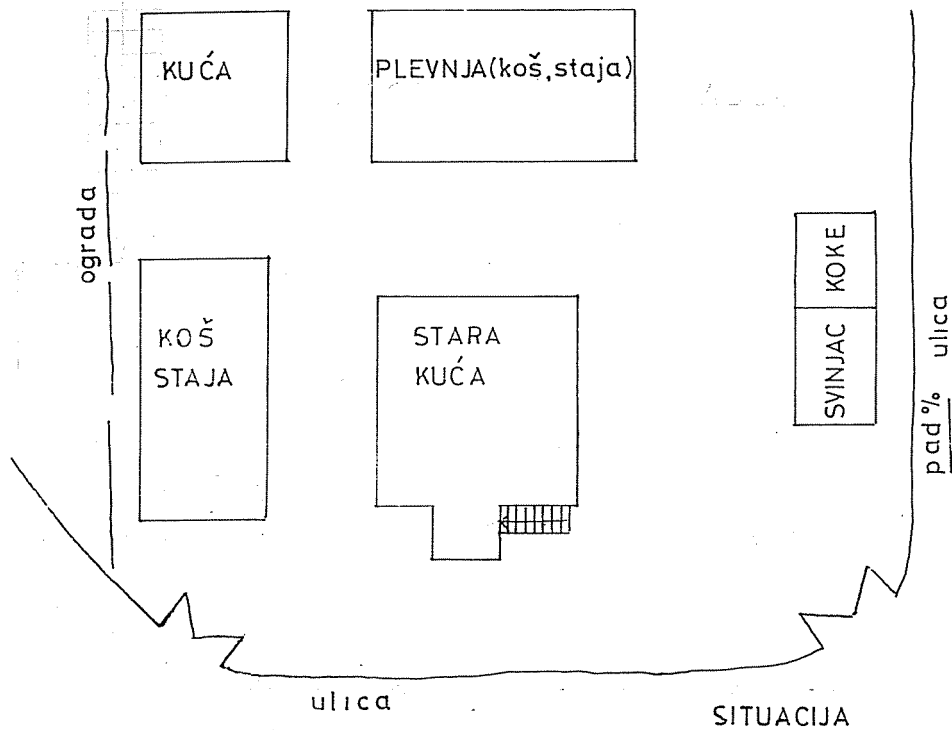 KUĆA
PLEVNJA(koš,staja)
ograda
KOKE
SVINJAC
KOŠ
STAJA
STARA
KUĆA
pad% ulica
ulica
SITUACIJA